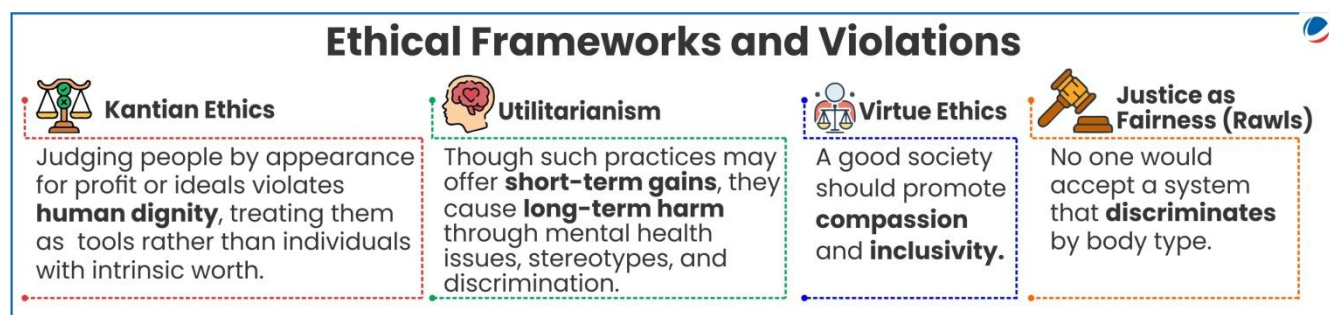 Ethical Frameworks and Violations
Kantian Ethics
Judging people by appearance
for profit or ideals violates
human dignity, treating them
as tools rather than individuals
with intrinsic worth.
Utilitarianism
Though such practices may
offer short-term gains, they
cause long-term harm
through mental health
issues, stereotypes, and
discrimination.
Virtue Ethics
A good society
should promote
compassion
and inclusivity.
Justice as
Fairness (Rawls)
No one would
accept a system
that discriminates
by body type.